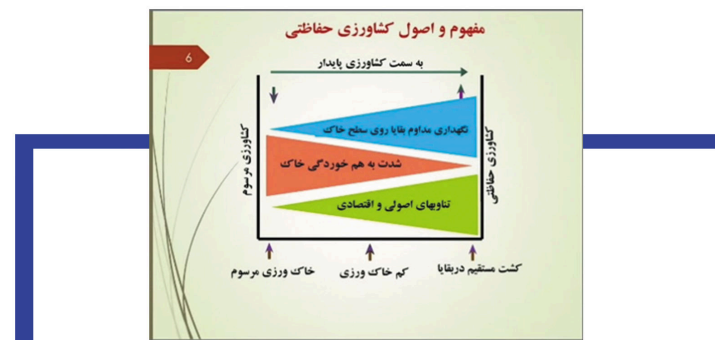 مفهوم و اصول کشاورزی حفاظتی
6
به سمت کشاورزی پایدار
کشاورزی مرسوم
نگهداری مداوم بقایا روی سطح خاک
شدت به هم خوردگی خاک
تناوبهای اصولی و اقتصادی
کشاورزی حفاظتی
خاک ورزی مرسوم
کم خاک ورزی
کشت مستقیم دربقایا